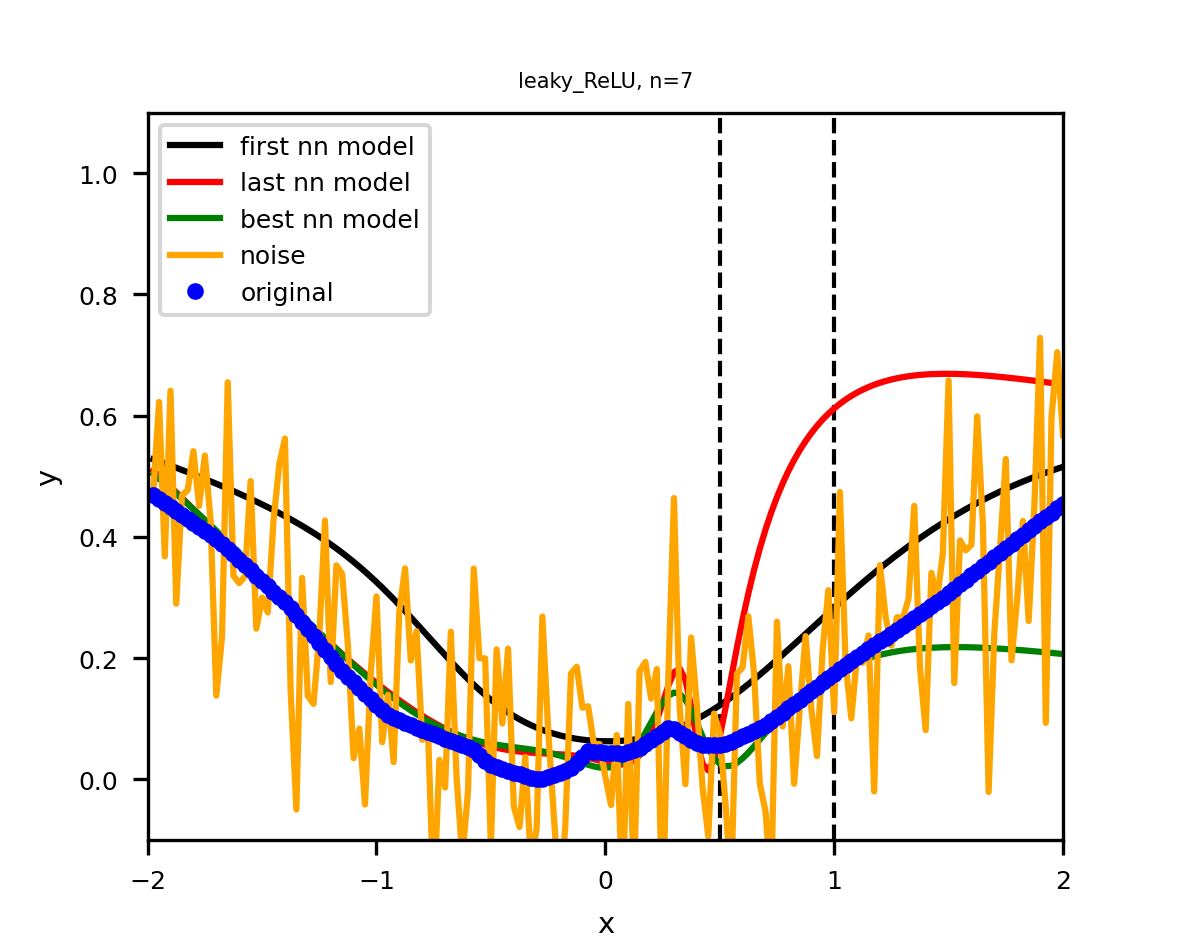 leaky_ReLU, n=7
first nn model
last nn model
best nn model
noise
original
1.0
0.8
0.6
0.4
0.2
0.0
y
−2
−1
0
1
2
x